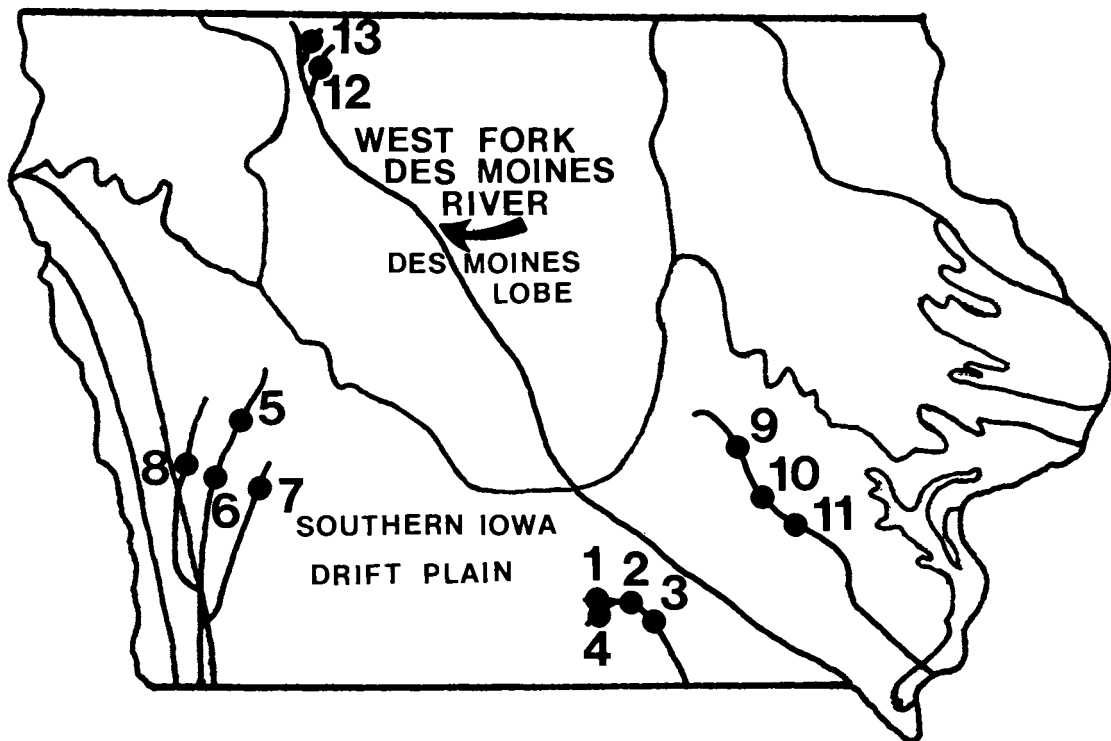 13
12
WEST FORK
DES MOINES
RIVER
DES MOINES
LOBE
5
8
6
7
9
10
11
SOUTHERN IOWA
DRIFT PLAIN
1
2
3
4